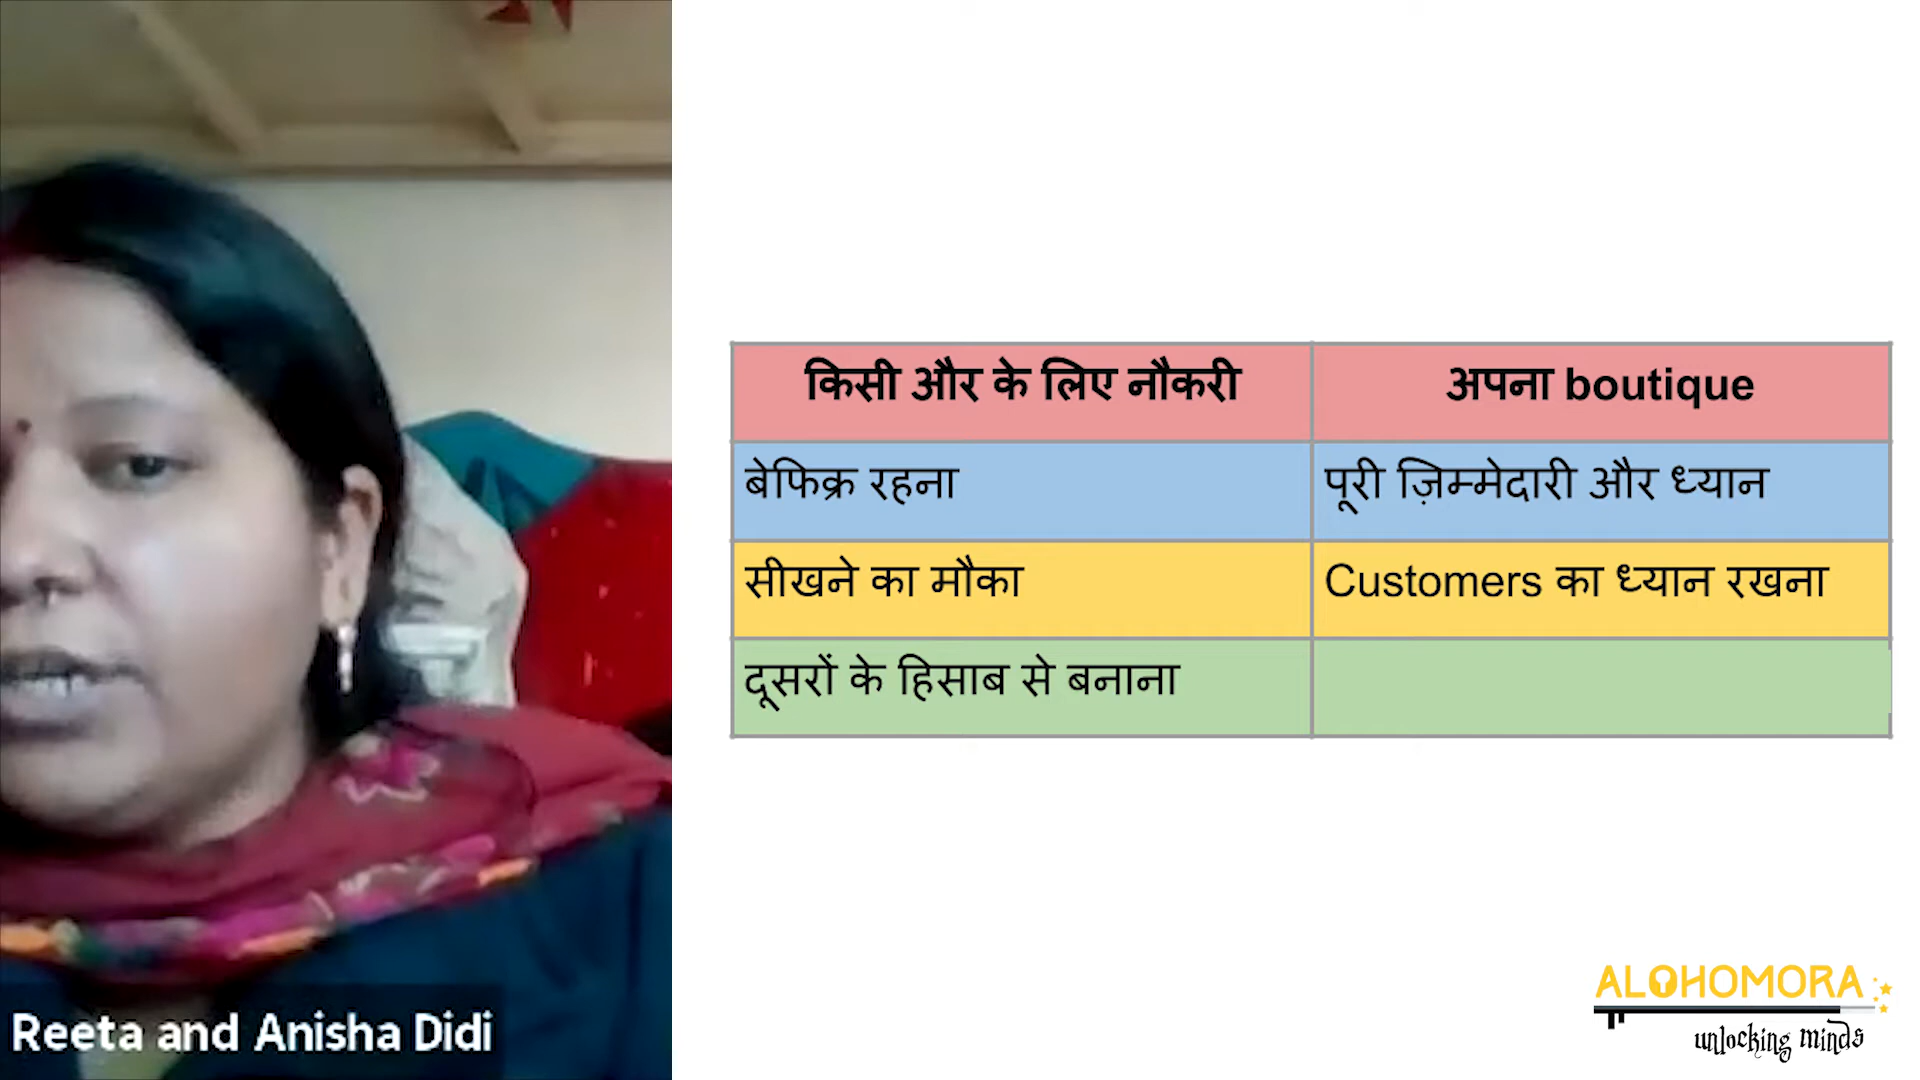 किसी और के लिए नौकरी
अपना boutique
बेफिक्र रहना
पूरी ज़िम्मेदारी और ध्यान
सीखने का मौका
Customers का ध्यान रखना
दूसरों के हिसाब से बनाना
Reeta and Anisha Didi
ALOHOMORA
unlocking minds